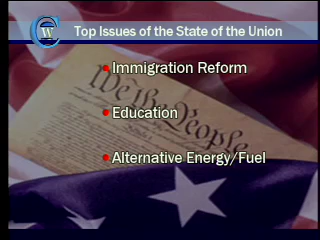 W
Top Issues of the State of the Union
Immigration Reform
We the People
Education
Alternative Energy/Fuel